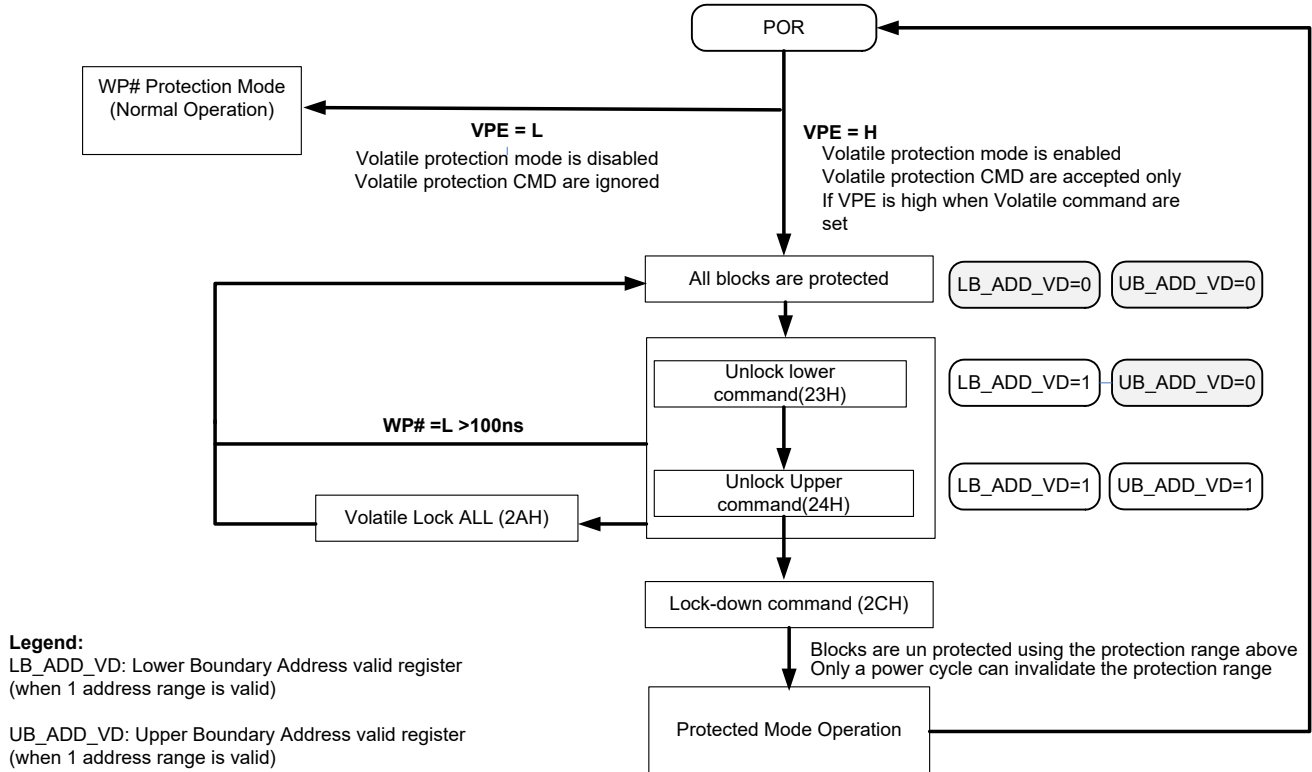 POR
WP# Protection Mode
(Normal Operation)
VPE = L
Volatile protection mode is disabled
Volatile protection CMD are ignored
VPE = H
Volatile protection mode is enabled
Volatile protection CMD are accepted only
If VPE is high when Volatile command are
set
All blocks are protected
LB_ADD_VD=0
UB_ADD_VD=0
Unlock lower
command(23H)
LB_ADD_VD=1
UB_ADD_VD=0
WP# =L >100ns
Unlock Upper
command(24H)
LB_ADD_VD=1
UB_ADD_VD=1
Volatile Lock ALL (2AH)
Lock-down command (2CH)
Blocks are un protected using the protection range above
Only a power cycle can invalidate the protection range
Protected Mode Operation
Legend:
LB_ADD_VD: Lower Boundary Address valid register
(when 1 address range is valid)
UB_ADD_VD: Upper Boundary Address valid register
(when 1 address range is valid)